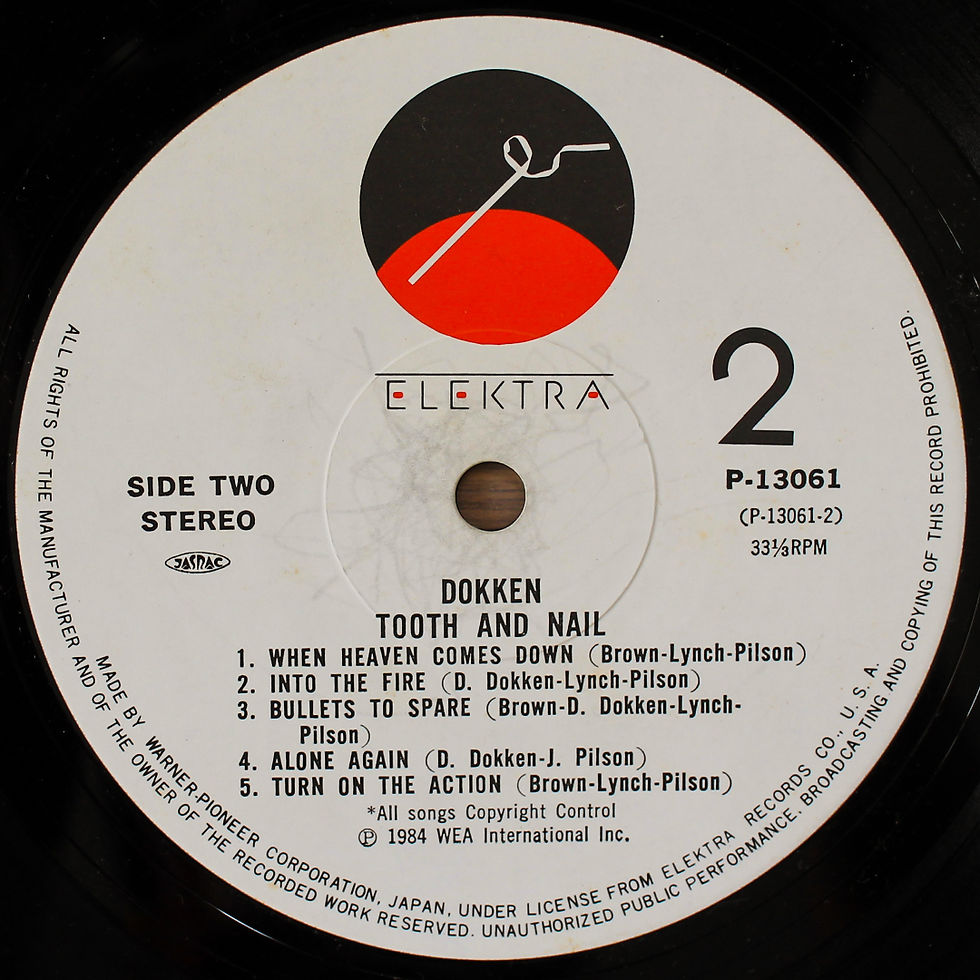 ELEKTRA
2
SIDE TWO
STEREO
JASRAC
P-13061
(P-13061-2)
33⅓RPM
DOKKEN
TOOTH AND NAIL
1. WHEN HEAVEN COMES DOWN (Brown-Lynch-Pilson)
2. INTO THE FIRE (D. Dokken-Lynch-Pilson)
3. BULLETS TO SPARE (Brown-D. Dokken-Lynch-
Pilson)
4. ALONE AGAIN (D. Dokken-J. Pilson)
5. TURN ON THE ACTION (Brown-Lynch-Pilson)
*All songs Copyright Control
℗ 1984 WEA International Inc.
MADE BY WARNER-PIONEER CORPORATION, JAPAN, UNDER LICENSE FROM ELEKTRA RECORDS CO., U. S. A.
ALL RIGHTS OF THE MANUFACTURER AND OF THE OWNER OF THE RECORDED WORK RESERVED. UNAUTHORIZED PUBLIC PERFORMANCE, BROADCASTING AND COPYING OF THIS RECORD PROHIBITED.